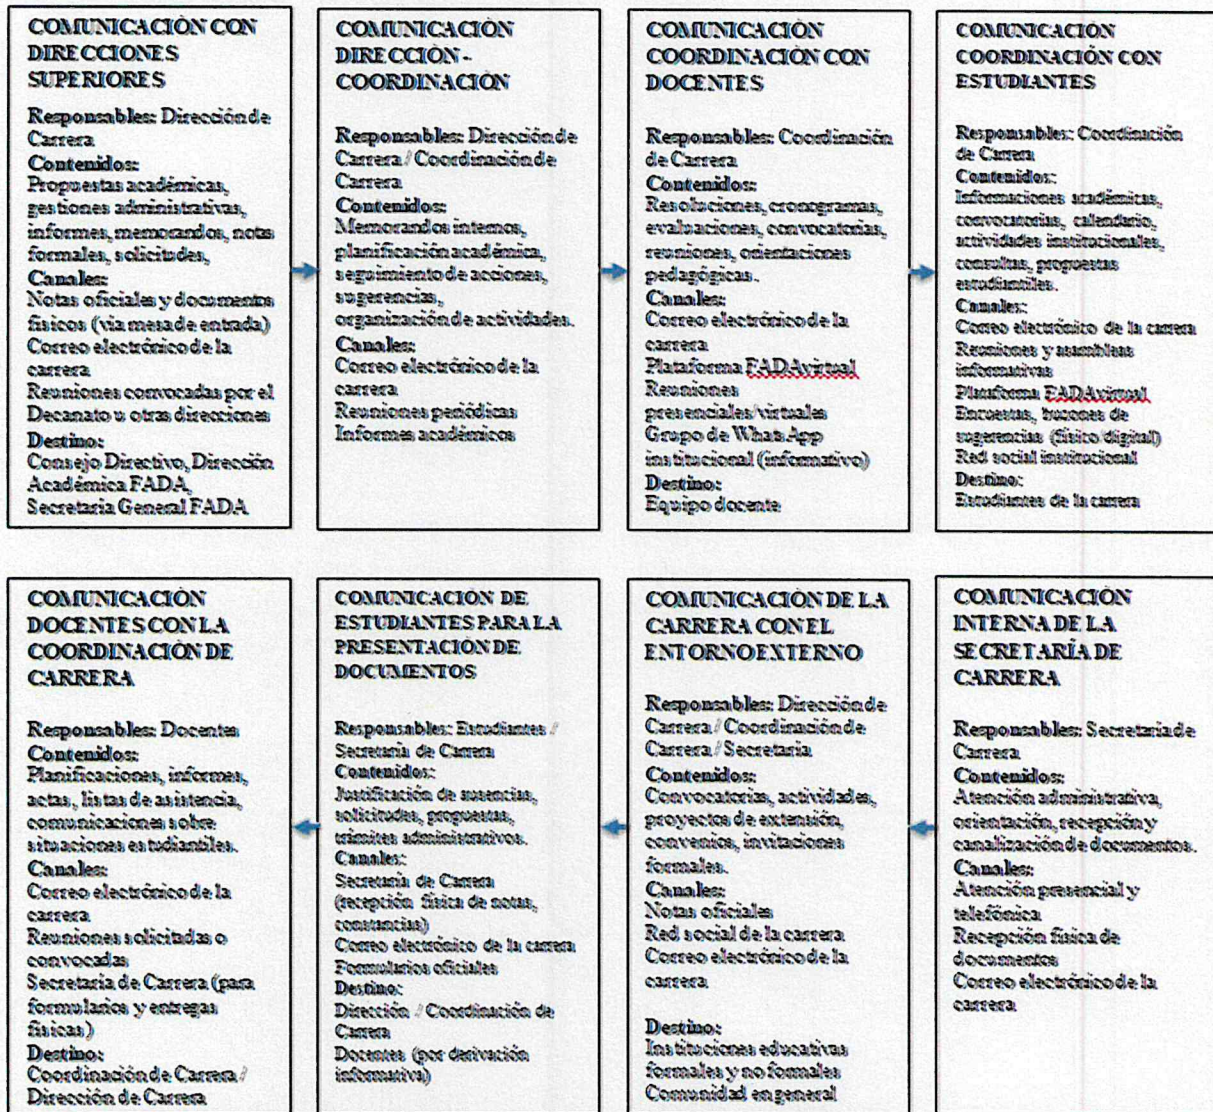 COMUNICACIÓN CON
DIRECCIONES
SUPERIORES
Responsables: Dirección de
Carrera
Contenidos:
Propuestas académicas,
gestiones administrativas,
informes, memorandos, notas
formales, solicitudes,
Canales:
Notas oficiales y documentos
físicos (vía mesa de entrada)
Correo electrónico de la
carrera
Reuniones convocadas por el
Decanato u otras direcciones
Destino:
Consejo Directivo, Dirección
Académica FADA,
Secretaria General FADA
COMUNICACIÓN
DIRECCIÓN -
COORDINACIÓN
Responsables: Dirección de
Carrera / Coordinación de
Carrera
Contenidos:
Memorandos internos,
planificación académica,
seguimiento de acciones,
sugerencias,
organización de actividades.
Canales:
Correo electrónico de la
carrera
Reuniones periódicas
Informes académicos
COMUNICACIÓN
COORDINACIÓN CON
DOCENTES
Responsables: Coordinación
de Carrera
Contenidos:
Resoluciones, cronogramas,
evaluaciones, convocatorias,
reuniones, orientaciones
pedagógicas.
Canales:
Correo electrónico de la
carrera
Plataforma FADAvirtual
Reuniones
presenciales/virtuales
Grupo de WhatsApp
institucional (informativo)
Destino:
Equipo docente
COMUNICACIÓN
COORDINACIÓN CON
ESTUDIANTES
Responsables: Coordinación
de Carrera
Contenidos:
Informaciones académicas,
convocatorias, calendario,
actividades institucionales,
consultas, propuestas
estudiantiles.
Canales:
Correo electrónico de la carrera
Reuniones y asambleas
informativas
Plataforma FADAvirtual
Encuestas, buzones de
sugerencias (físico/digital)
Red social institucional
Destino:
Estudiantes de la carrera
COMUNICACIÓN
DOCENTES CON LA
COORDINACIÓN DE
CARRERA
Responsables: Docentes
Contenidos:
Planificaciones, informes,
actas, listas de asistencia,
comunicaciones sobre
situaciones estudiantiles.
Canales:
Correo electrónico de la
carrera
Reuniones solicitadas o
convocadas
Secretaría de Carrera (para
formularios y entregas
físicas)
Destino:
Coordinación de Carrera /
Dirección de Carrera
COMUNICACIÓN DE
ESTUDIANTES PARA LA
PRESENTACIÓN DE
DOCUMENTOS
Responsables: Estudiantes /
Secretaría de Carrera
Contenidos:
Justificación de ausencias,
solicitudes, propuestas,
trámites administrativos.
Canales:
Secretaría de Carrera
(recepción física de notas,
constancias)
Correo electrónico de la carrera
Formularios oficiales
Destino:
Dirección / Coordinación de
Carrera
Docentes (por derivación
informativa)
COMUNICACIÓN DE LA
CARRERA CON EL
ENTORNO EXTERNO
Responsables: Dirección de
Carrera / Coordinación de
Carrera / Secretaría
Contenidos:
Convocatorias, actividades,
proyectos de extensión,
convenios, invitaciones
formales.
Canales:
Notas oficiales
Red social de la carrera
Correo electrónico de la
carrera
Destino:
Instituciones educativas
formales y no formales
Comunidad en general
COMUNICACIÓN
INTERNA DE LA
SECRETARÍA DE
CARRERA
Responsables: Secretaría de
Carrera
Contenidos:
Atención administrativa,
orientación, recepción y
canalización de documentos.
Canales:
Atención presencial y
telefónica
Recepción física de
documentos
Correo electrónico de la
carrera